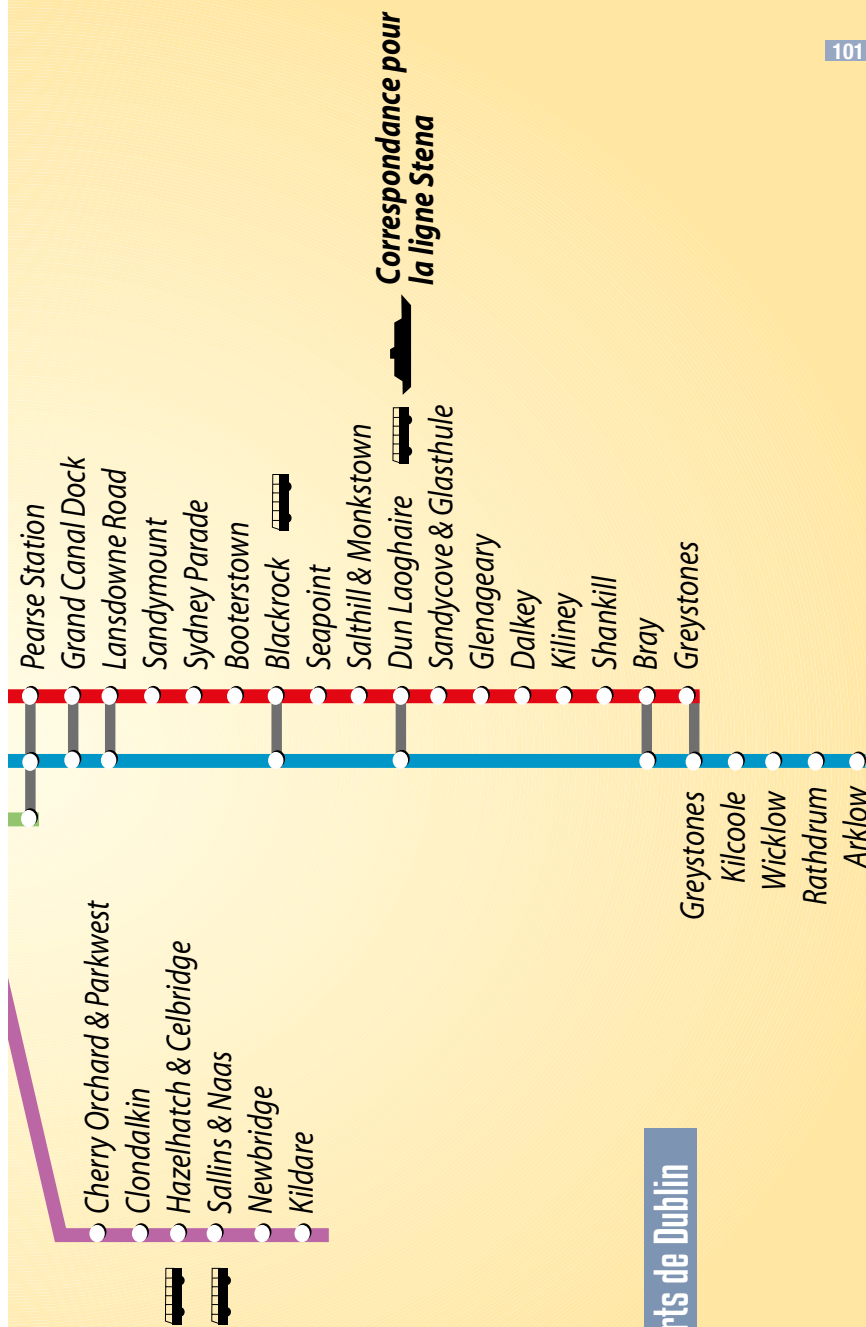 101
Correspondance pour
la ligne Stena
Pearse Station
Grand Canal Dock
Lansdowne Road
Sandymount
Sydney Parade
Booterstown
Blackrock
Seapoint
Salthill & Monkstown
Dun Laoghaire
Sandycove & Glasthule
Glenageary
Dalkey
Kiliney
Shankill
Bray
Greystones
Greystones
Kilcoole
Wicklow
Rathdrum
Arklow
Cherry Orchard & Parkwest
Clondalkin
Hazelhatch & Celbridge
Sallins & Naas
Newbridge
Kildare
rts de Dublin